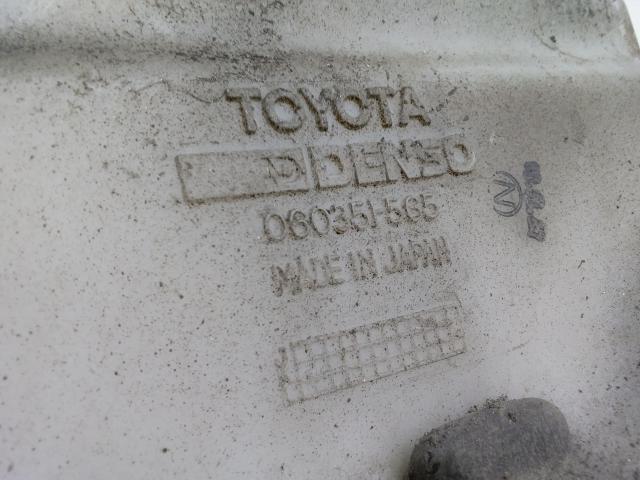 TOYOTA
D DENSO
060351-565
MADE IN JAPAN